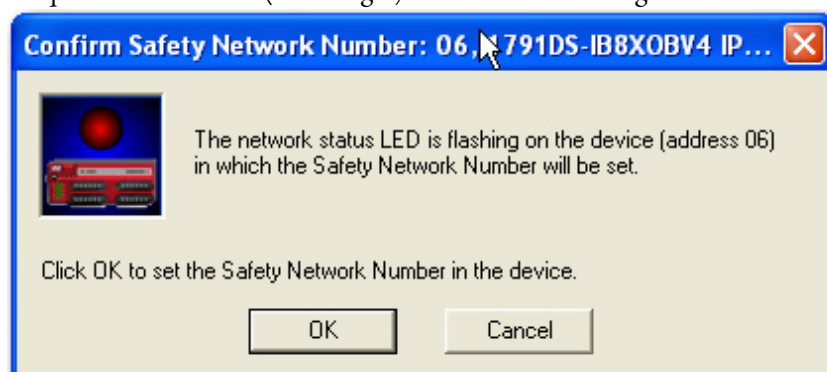 Confirm Safety Network Number: 06, 1791DS-IB8XOBV4 IP...
The network status LED is flashing on the device (address 06)
in which the Safety Network Number will be set.
Click OK to set the Safety Network Number in the device.
OK
Cancel